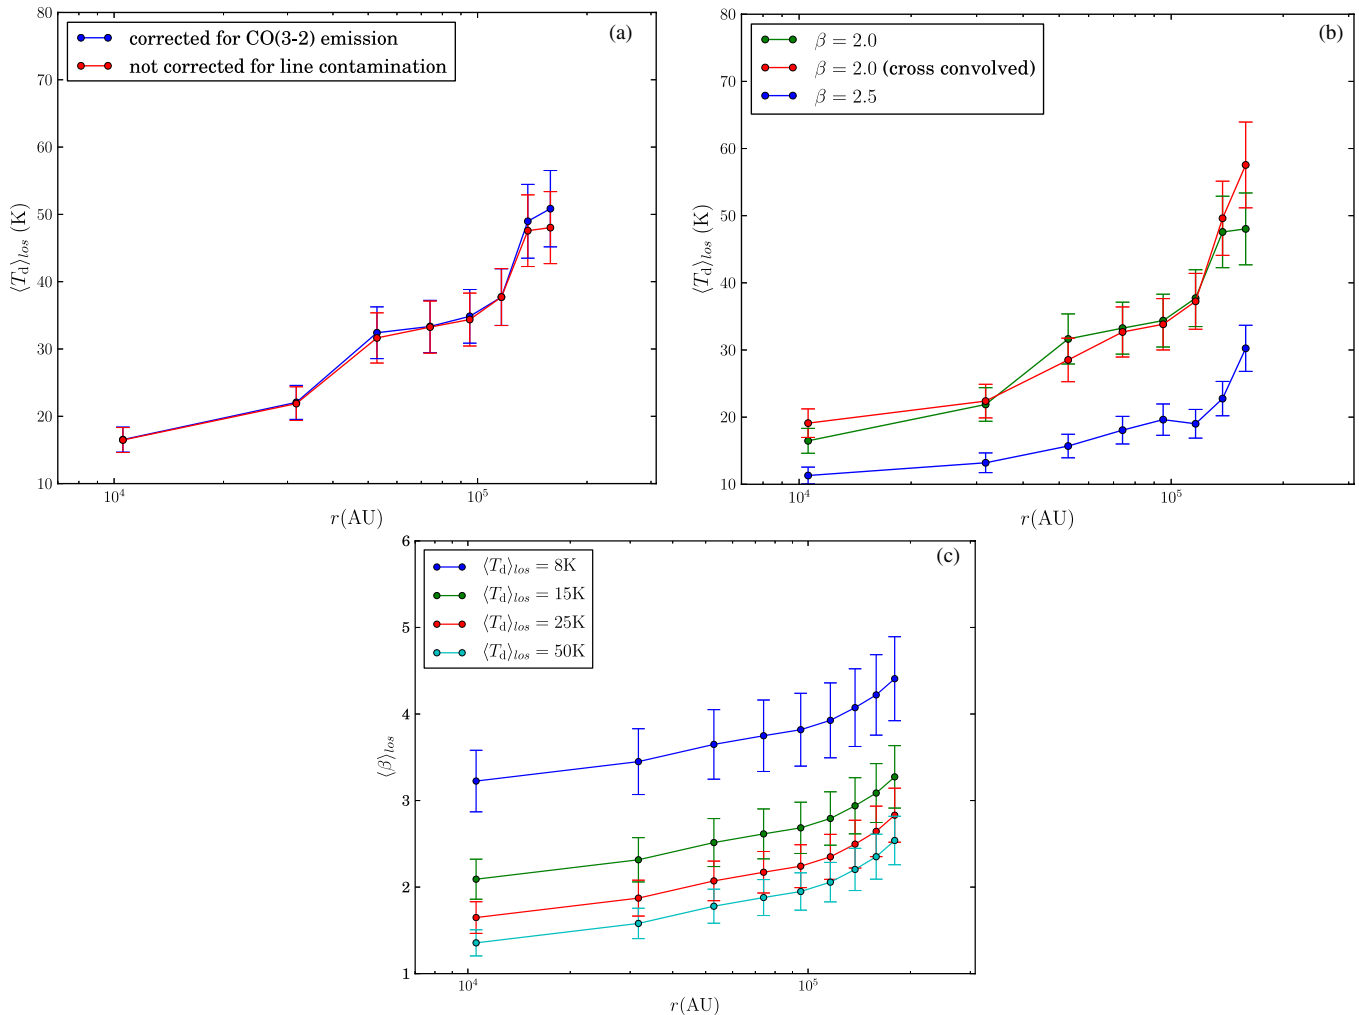 (a)
corrected for CO(3-2) emission
not corrected for line contamination
80
70
60
50
40
30
20
10
⟨T_d⟩_los (K)
10^4
10^5
r(AU)
(b)
β = 2.0
β = 2.0 (cross convolved)
β = 2.5
80
70
60
50
40
30
20
10
⟨T_d⟩_los (K)
10^4
10^5
r(AU)
(c)
⟨T_d⟩_los = 8K
⟨T_d⟩_los = 15K
⟨T_d⟩_los = 25K
⟨T_d⟩_los = 50K
6
5
4
3
2
1
⟨β⟩_los
10^4
10^5
r(AU)